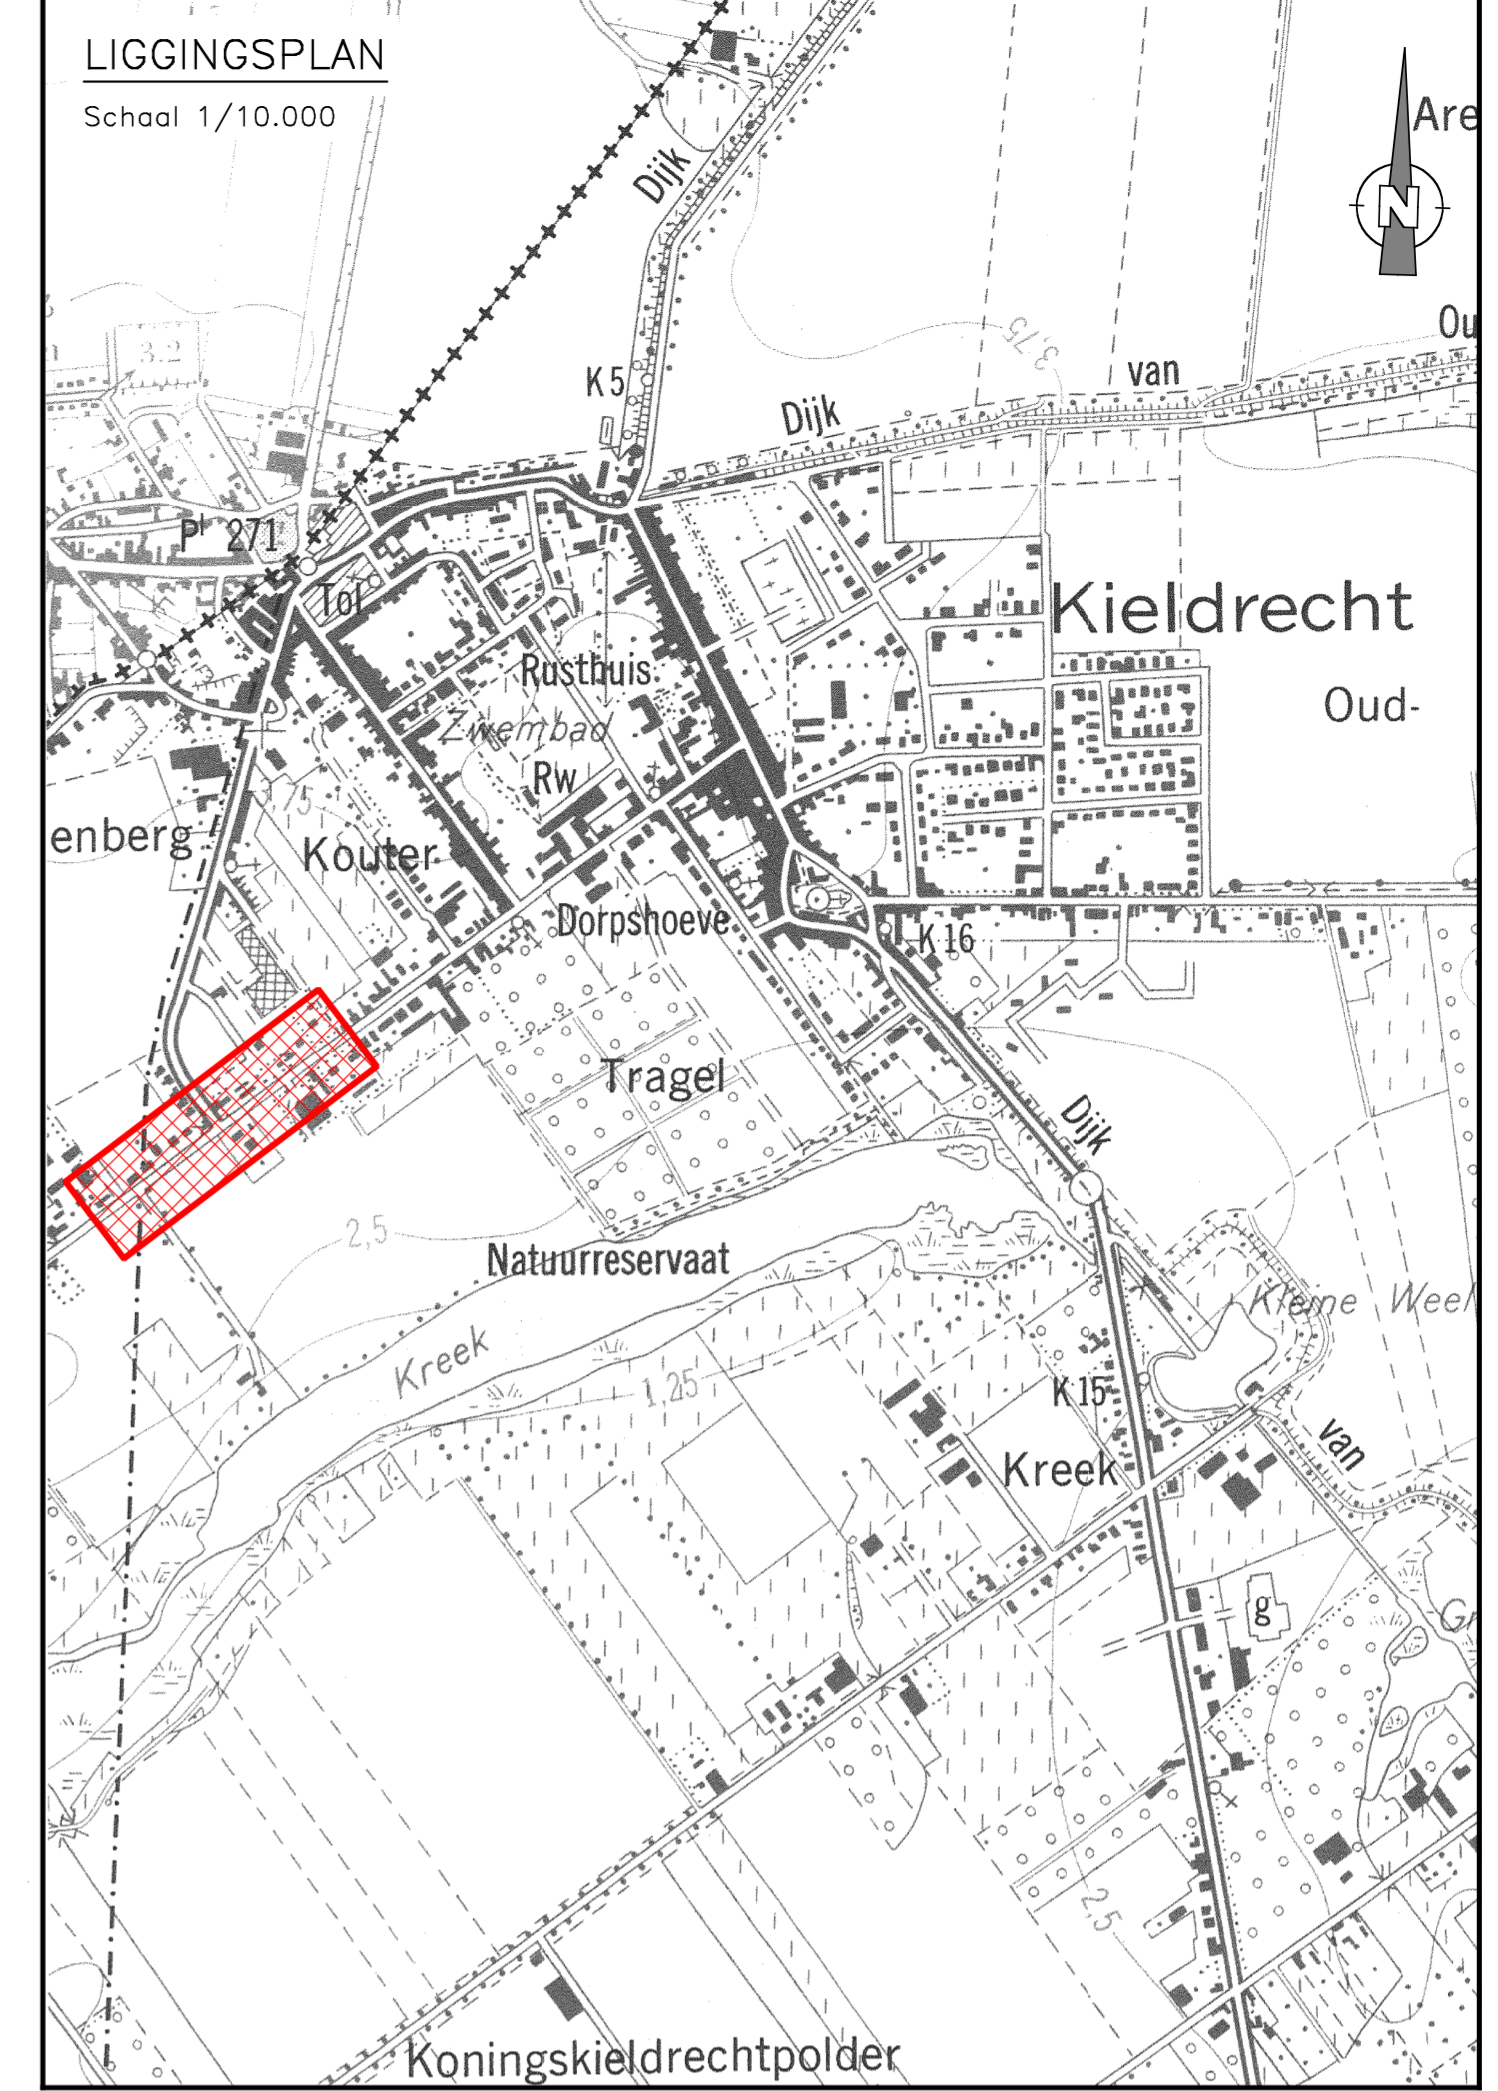 LIGGINGSPLAN
Schaal 1/10.000
Are
N
Dijk
Ou
3.2
3,75
van
K 5
Dijk
Pl 271
Tol
Kieldrecht
Rusthuis
Oud-
Zwembad
Rw
enberg
Kouter
Dorpshoeve
K 16
Tragel
Dijk
2,5
Natuurreservaat
Kleine Weel
Kreek
1,25
K 15
van
Kreek
g
Gr
2,5
Koningskieldrechtpolder